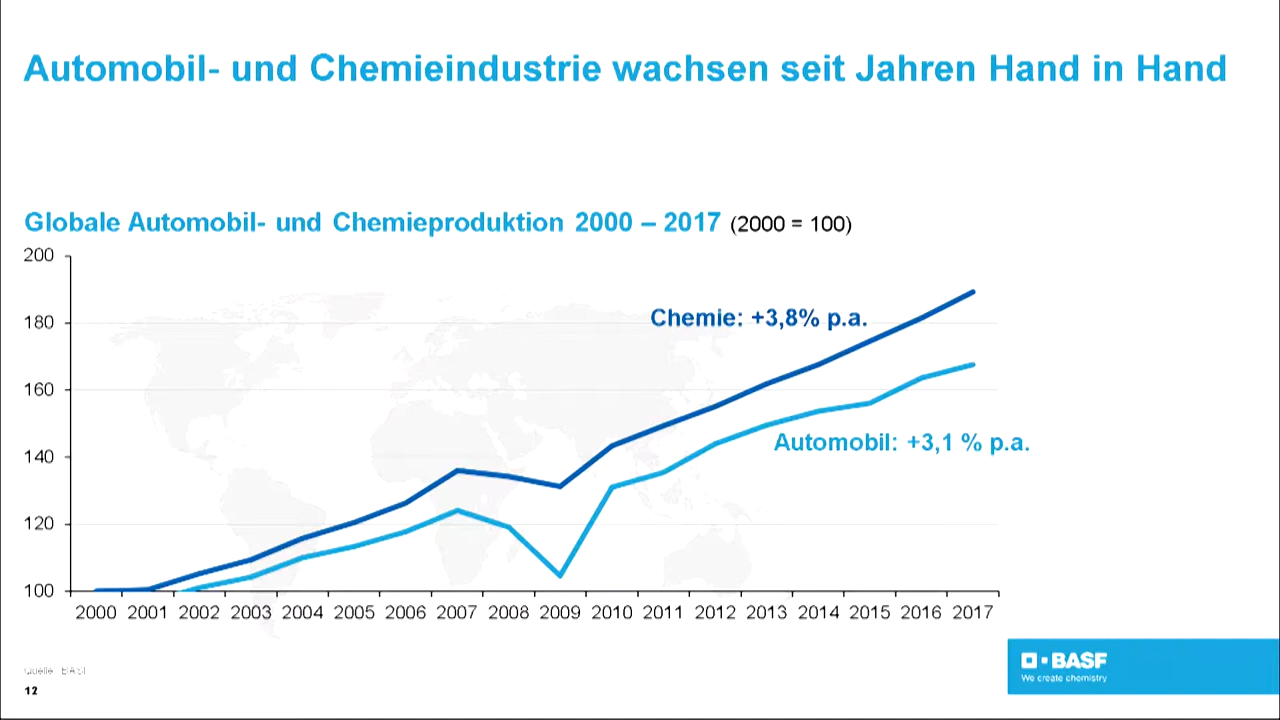 Automobil- und Chemieindustrie wachsen seit Jahren Hand in Hand
Globale Automobil- und Chemieproduktion 2000 – 2017 (2000 = 100)
200
180
160
140
120
100
Chemie: +3,8% p.a.
Automobil: +3,1 % p.a.
2000 2001 2002 2003 2004 2005 2006 2007 2008 2009 2010 2011 2012 2013 2014 2015 2016 2017
Quelle: BASF
12
BASF
We create chemistry